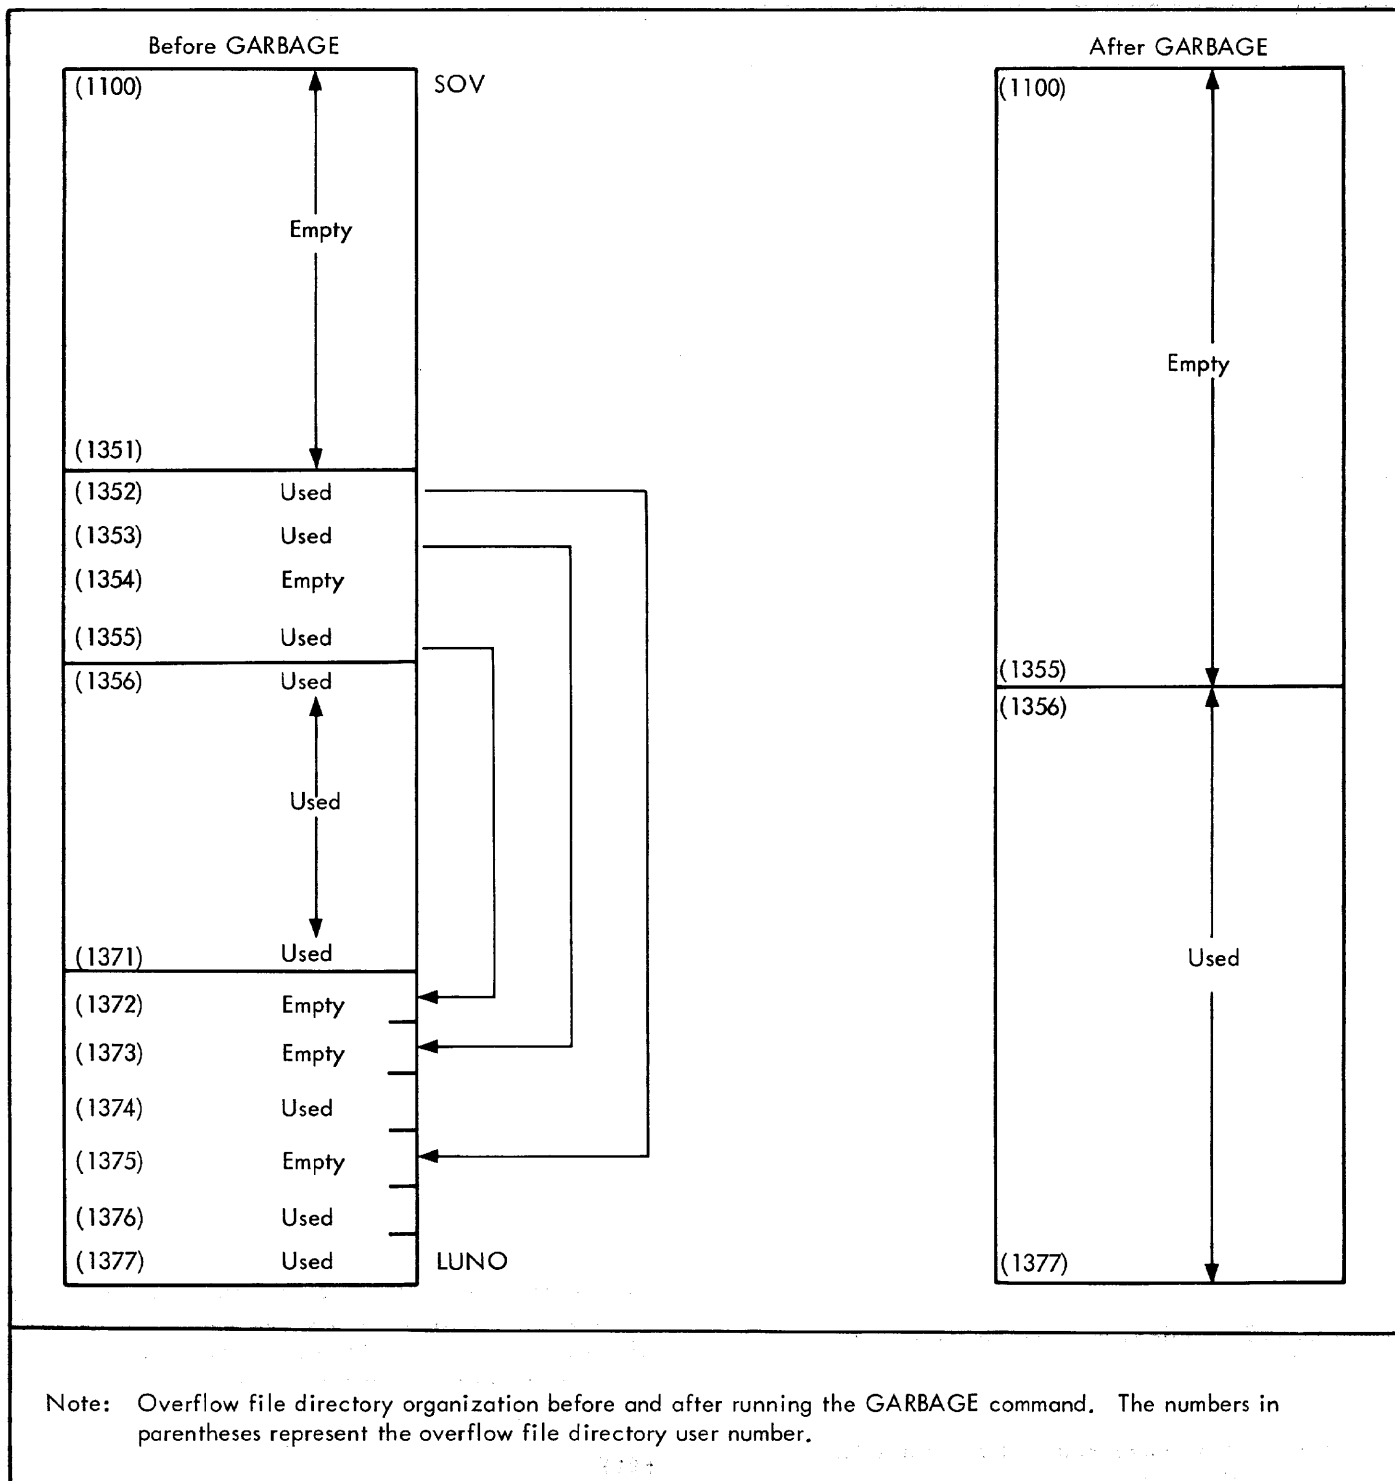 Before GARBAGE
(1100) SOV
Empty
(1351)
(1352) Used
(1353) Used
(1354) Empty
(1355) Used
(1356) Used
Used
(1371) Used
(1372) Empty
(1373) Empty
(1374) Used
(1375) Empty
(1376) Used
(1377) Used LUNO
After GARBAGE
(1100)
Empty
(1355)
(1356)
Used
(1377)
Note: Overflow file directory organization before and after running the GARBAGE command. The numbers in
parentheses represent the overflow file directory user number.